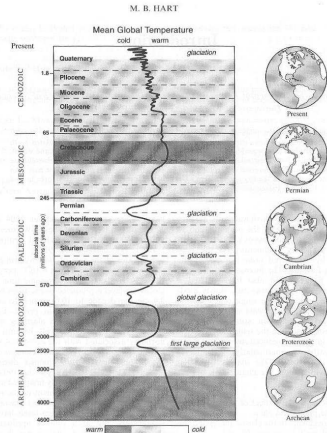 M. B. HART
Mean Global Temperature
cold warm
Present
glaciation
Quaternary
1.8
Pliocene
Miocene
Oligocene
Eocene
Palaeocene
CENOZOIC
65
Cretaceous
Jurassic
Triassic
MESOZOIC
245
Permian
glaciation
Carboniferous
Devonian
Silurian
glaciation
Ordovician
Cambrian
PALEOZOIC
absolute time
(millions of years ago)
570
global glaciation
1000
2000
first large glaciation
2500
PROTEROZOIC
3000
4000
4600
ARCHEAN
warm cold
Present
Permian
Cambrian
Proterozoic
Archean